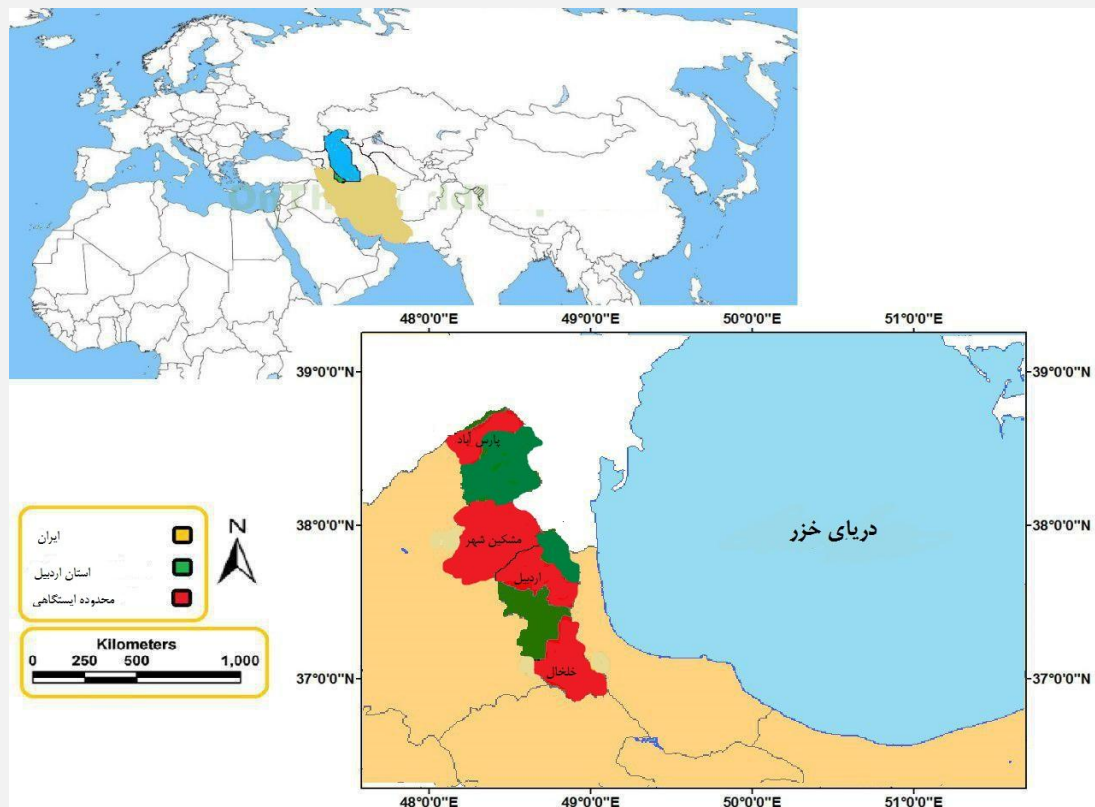 48°0'0"E
49°0'0"E
50°0'0"E
51°0'0"E
39°0'0"N
39°0'0"N
پارس آباد
38°0'0"N
38°0'0"N
مشکین شهر
دریای خزر
اردبیل
خلخال
37°0'0"N
37°0'0"N
48°0'0"E
49°0'0"E
50°0'0"E
51°0'0"E
ایران
استان اردبیل
محدوده ایستگاهی
N
Kilometers
0 250 500 1,000